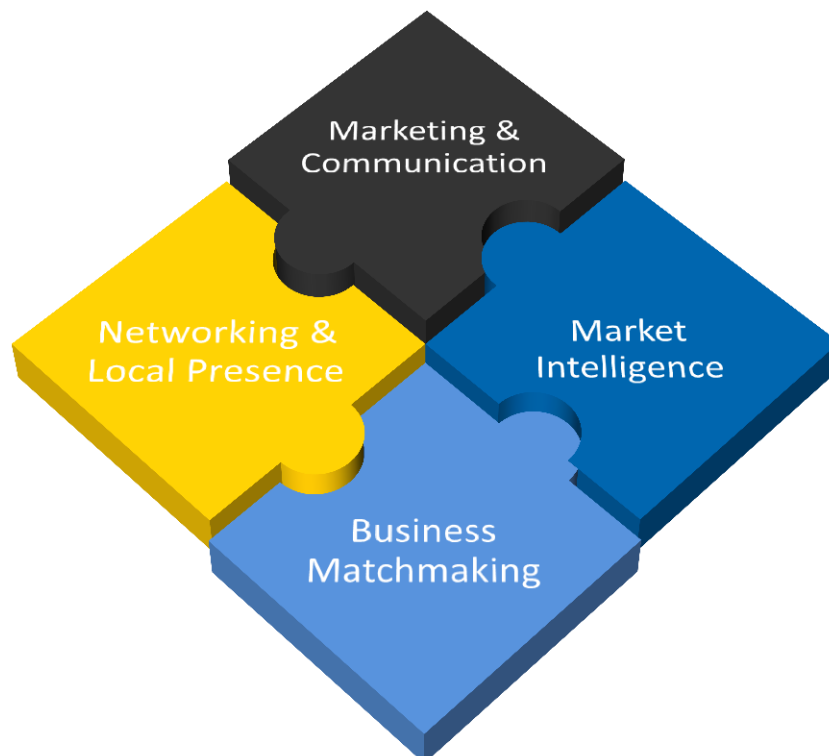 Marketing &
Communication
Networking &
Local Presence
Market
Intelligence
Business
Matchmaking